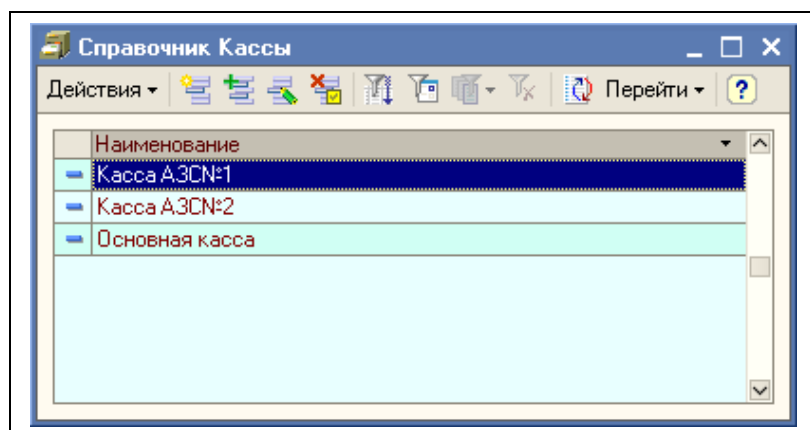 Справочник Кассы
Действия Перейти ?
Наименование
Касса АЗС№1
Касса АЗС№2
Основная касса